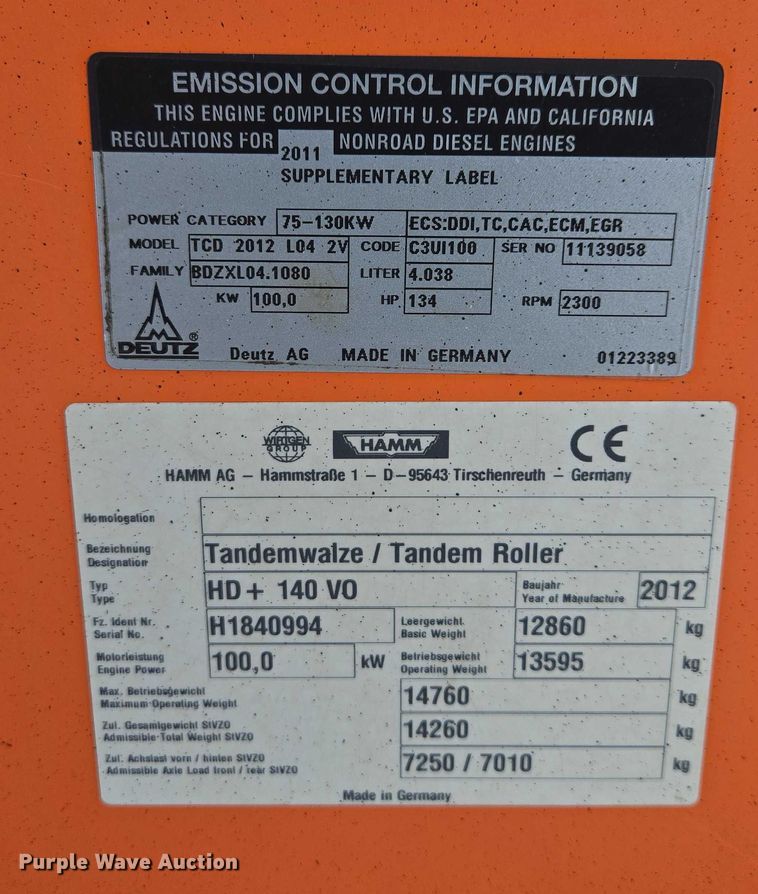 EMISSION CONTROL INFORMATION
THIS ENGINE COMPLIES WITH U.S. EPA AND CALIFORNIA
REGULATIONS FOR 2011 NONROAD DIESEL ENGINES
SUPPLEMENTARY LABEL
POWER CATEGORY 75-130KW ECS:DDI,TC,CAC,ECM,EGR
MODEL TCD 2012 L04 2V CODE C3UI100 SER NO 11139058
FAMILY BDZXL04.1080 LITER 4.038
KW 100,0 HP 134 RPM 2300
DEUTZ ® Deutz AG MADE IN GERMANY 01223389
WIRTGEN GROUP HAMM CE
HAMM AG – Hammstraße 1 – D–95643 Tirschenreuth – Germany
Homologation
Bezeichnung
Designation Tandemwalze / Tandem Roller
Typ
Type HD+ 140 VO Baujahr
Year of Manufacture 2012
Fz. Ident Nr.
Serial No. H1840994 Leergewicht
Basic Weight 12860 kg
Motorleistung
Engine Power 100,0 kW Betriebsgewicht
Operating Weight 13595 kg
Max. Betriebsgewicht
Maximum Operating Weight 14760 kg
Zul. Gesamtgewicht StVZO
Admissible Total Weight StVZO 14260 kg
Zul. Achslast vorn / hinten StVZO
Admissible Axle Load front / rear StVZO 7250 / 7010 kg
Made in Germany
Purple Wave Auction